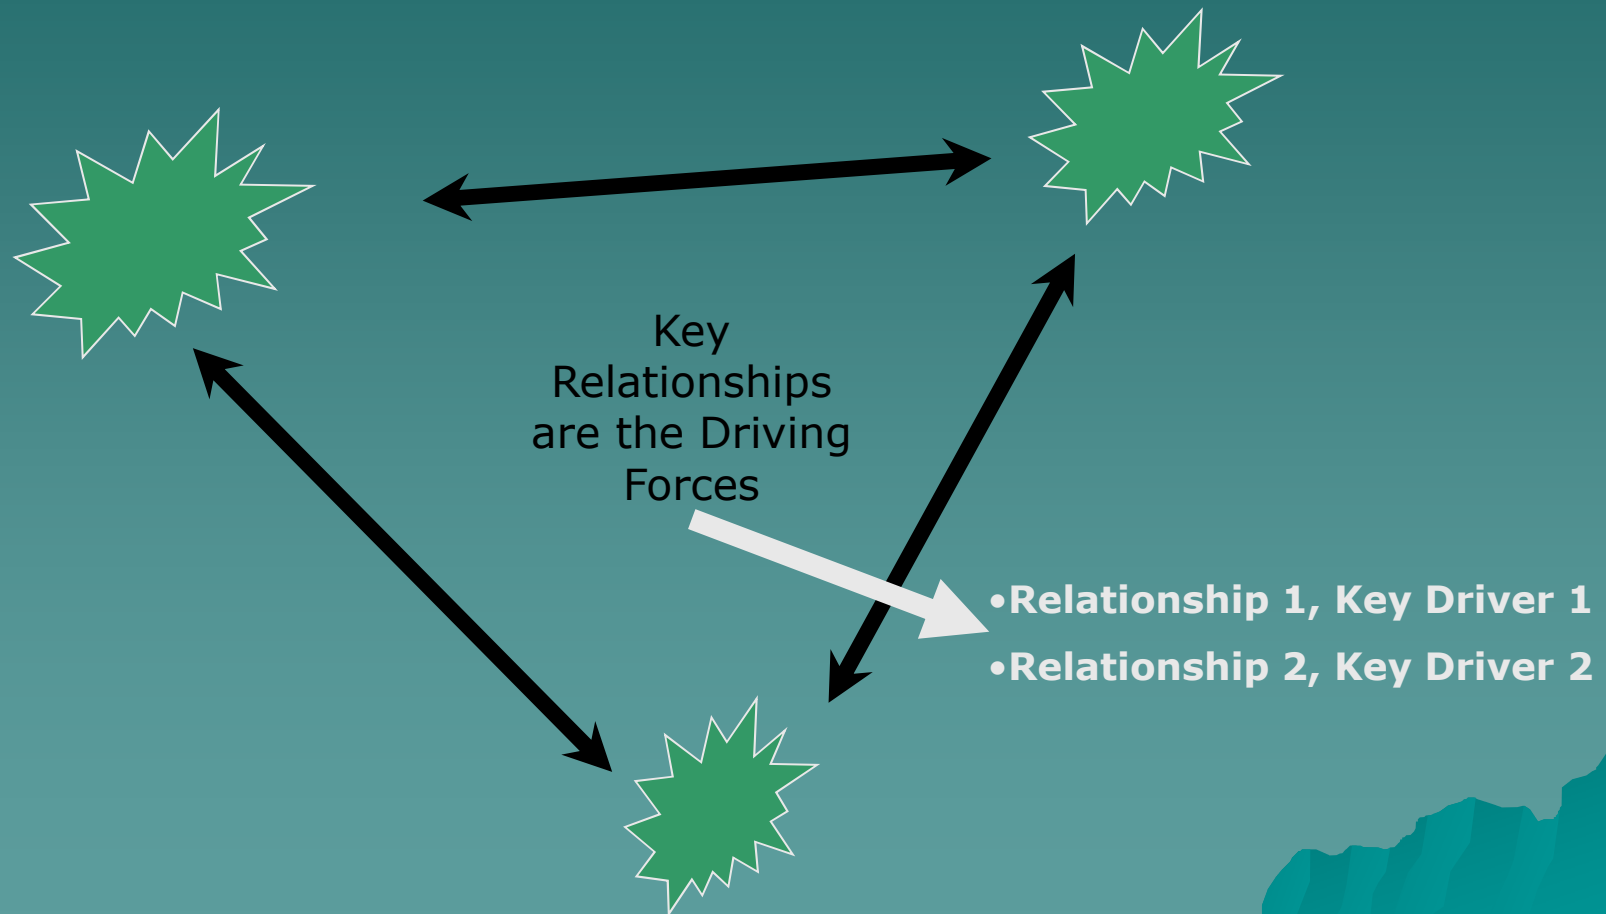 Key
Relationships
are the Driving
Forces
•Relationship 1, Key Driver 1
•Relationship 2, Key Driver 2